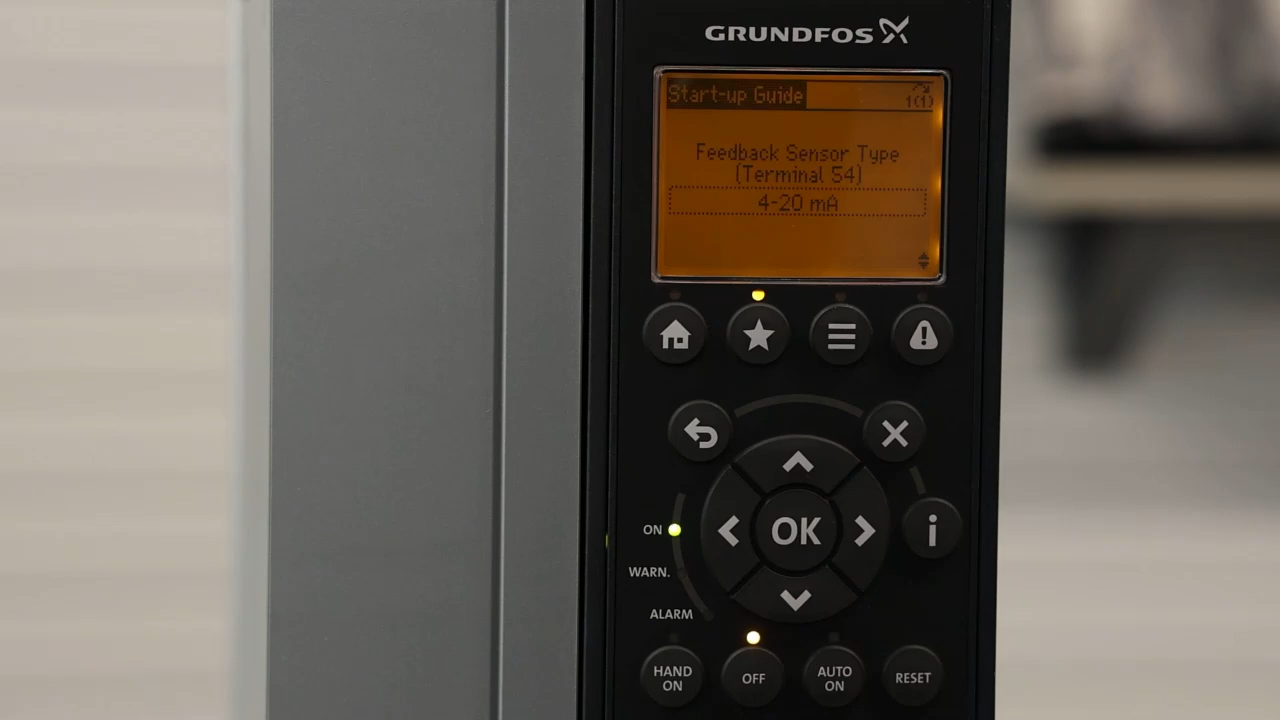 GRUNDFOS
Start-up Guide
1(1)
Feedback Sensor Type
(Terminal 54)
4-20 mA
OK
i
ON
WARN.
ALARM
HAND
ON
OFF
AUTO
ON
RESET